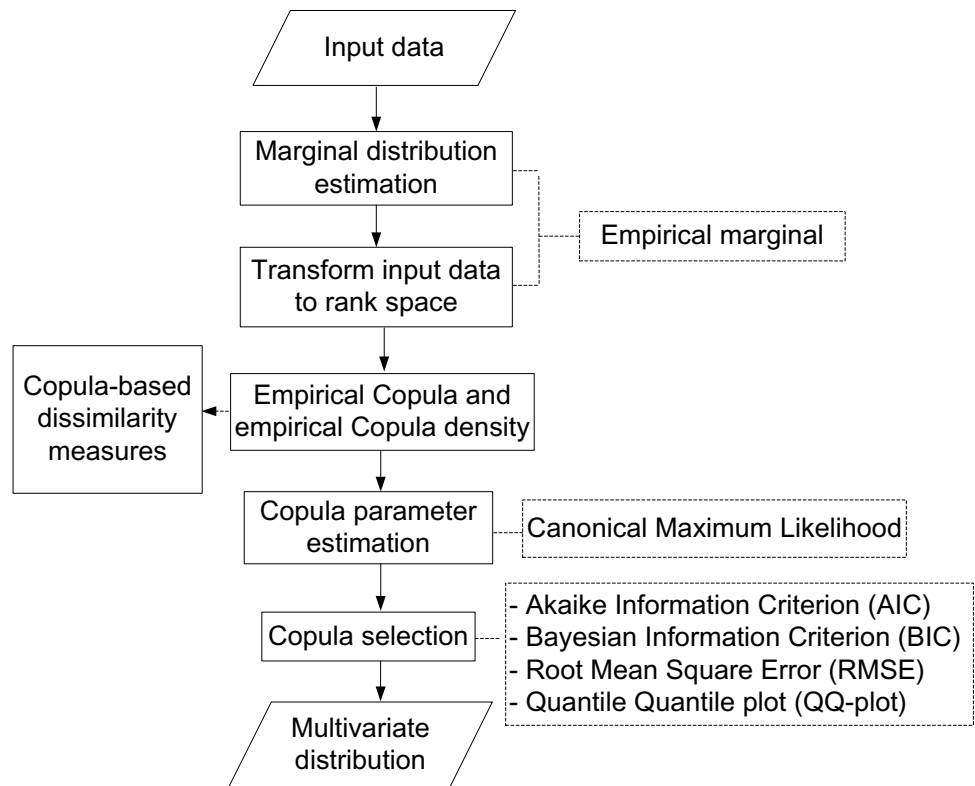 Input data
Marginal distribution
estimation
Empirical marginal
Transform input data
to rank space
Copula-based
dissimilarity
measures
Empirical Copula and
empirical Copula density
Copula parameter
estimation
Canonical Maximum Likelihood
Copula selection
- Akaike Information Criterion (AIC)
- Bayesian Information Criterion (BIC)
- Root Mean Square Error (RMSE)
- Quantile Quantile plot (QQ-plot)
Multivariate
distribution